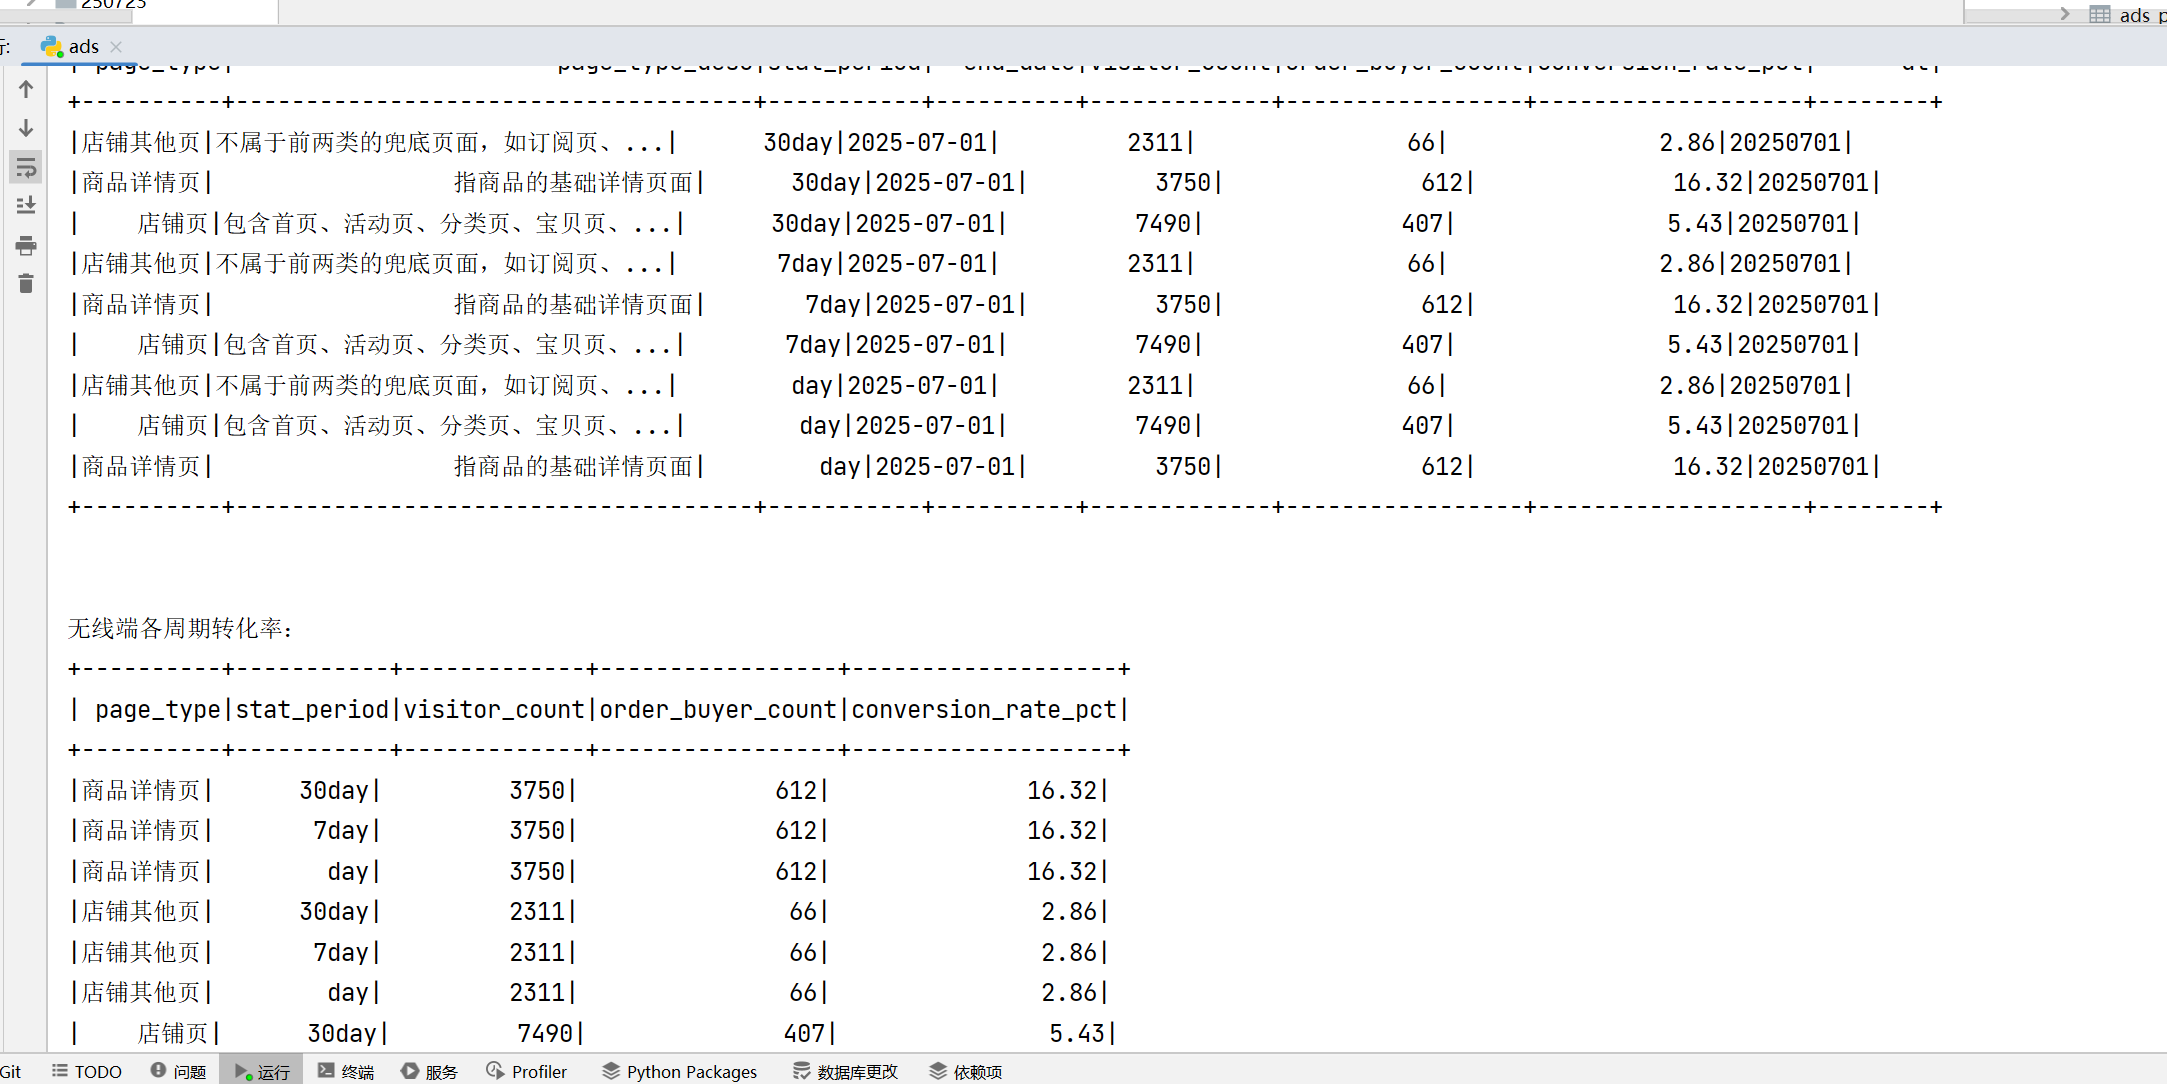 250723
ads_p
行: ads
| page_type| page_type_desc|stat_period| end_date|visitor_count|order_buyer_count|conversion_rate_pct| dt|
+----------+-------------------------------------+-----------+----------+-------------+-----------------+-------------------+--------+
|店铺其他页|不属于前两类的兜底页面，如订阅页、...| 30day|2025-07-01| 2311| 66| 2.86|20250701|
|商品详情页| 指商品的基础详情页面| 30day|2025-07-01| 3750| 612| 16.32|20250701|
| 店铺页|包含首页、活动页、分类页、宝贝页、...| 30day|2025-07-01| 7490| 407| 5.43|20250701|
|店铺其他页|不属于前两类的兜底页面，如订阅页、...| 7day|2025-07-01| 2311| 66| 2.86|20250701|
|商品详情页| 指商品的基础详情页面| 7day|2025-07-01| 3750| 612| 16.32|20250701|
| 店铺页|包含首页、活动页、分类页、宝贝页、...| 7day|2025-07-01| 7490| 407| 5.43|20250701|
|店铺其他页|不属于前两类的兜底页面，如订阅页、...| day|2025-07-01| 2311| 66| 2.86|20250701|
| 店铺页|包含首页、活动页、分类页、宝贝页、...| day|2025-07-01| 7490| 407| 5.43|20250701|
|商品详情页| 指商品的基础详情页面| day|2025-07-01| 3750| 612| 16.32|20250701|
+----------+-------------------------------------+-----------+----------+-------------+-----------------+-------------------+--------+
无线端各周期转化率：
+----------+-----------+-------------+-----------------+-------------------+
| page_type|stat_period|visitor_count|order_buyer_count|conversion_rate_pct|
+----------+-----------+-------------+-----------------+-------------------+
|商品详情页| 30day| 3750| 612| 16.32|
|商品详情页| 7day| 3750| 612| 16.32|
|商品详情页| day| 3750| 612| 16.32|
|店铺其他页| 30day| 2311| 66| 2.86|
|店铺其他页| 7day| 2311| 66| 2.86|
|店铺其他页| day| 2311| 66| 2.86|
| 店铺页| 30day| 7490| 407| 5.43|
Git TODO 问题 运行 终端 服务 Profiler Python Packages 数据库更改 依赖项